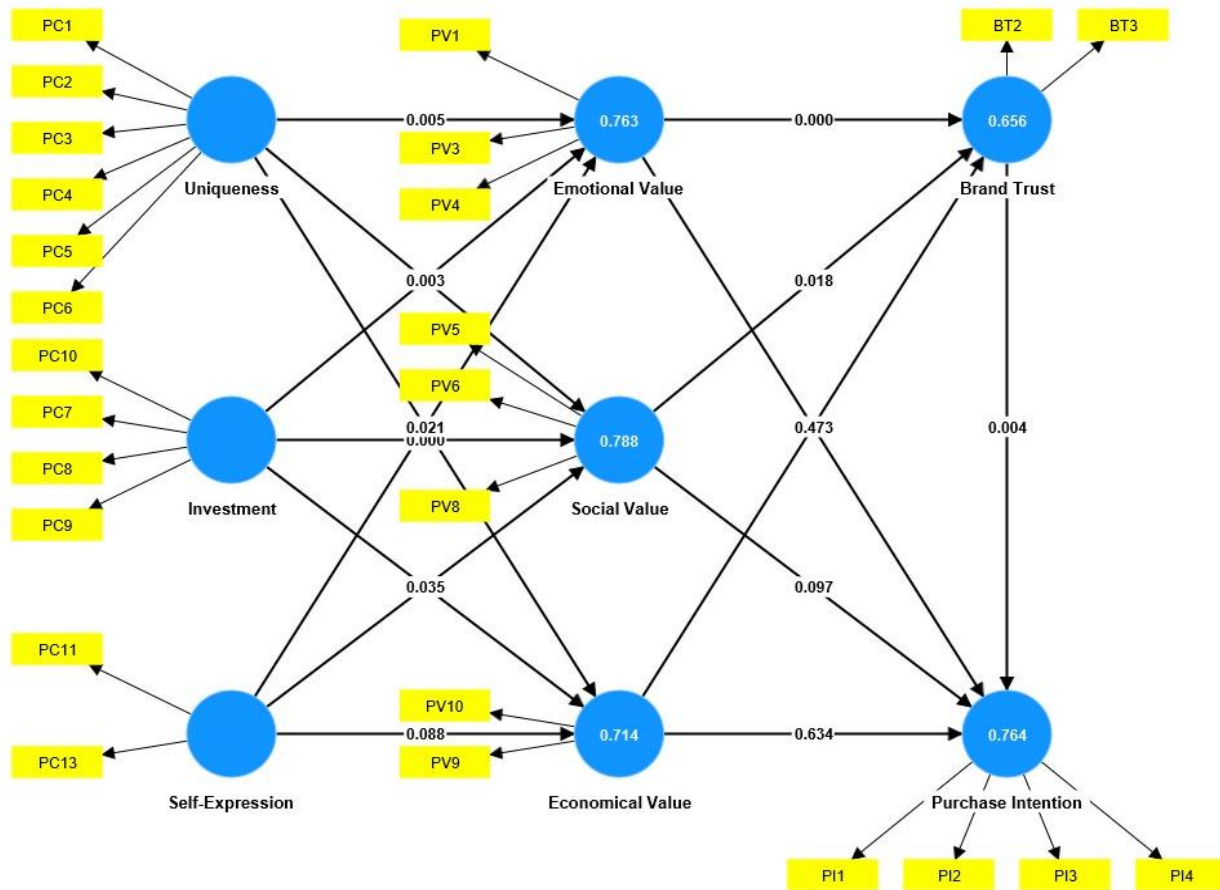 PC1
PC2
PC3
PC4
PC5
PC6
Uniqueness
PC10
PC7
PC8
PC9
Investment
PC11
PC13
Self-Expression
0.005
0.003
0.021
0.000
0.035
0.088
PV1
PV3
PV4
0.763
Emotional Value
PV5
PV6
PV8
0.788
Social Value
PV10
PV9
0.714
Economical Value
0.000
0.018
0.473
0.097
0.634
BT2
BT3
0.656
Brand Trust
0.004
0.764
Purchase Intention
PI1
PI2
PI3
PI4